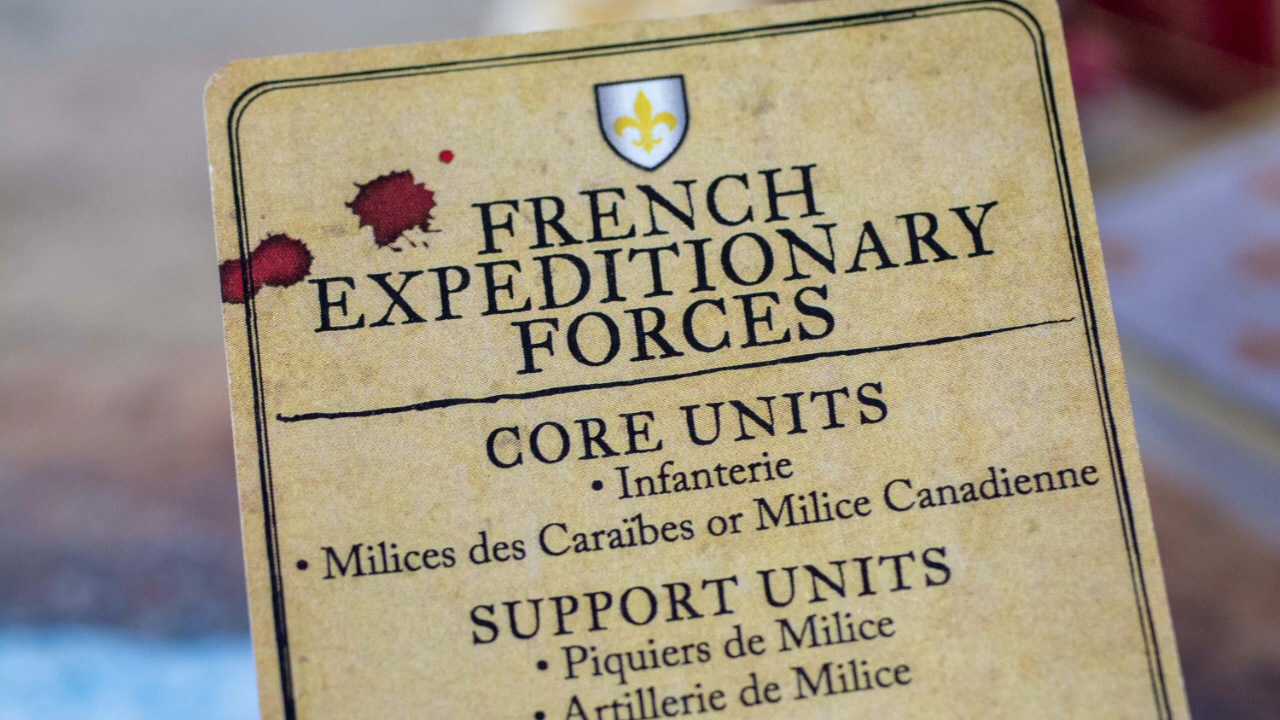 FRENCH
EXPEDITIONARY
FORCES
CORE UNITS
• Infanterie
• Milices des Caraïbes or Milice Canadienne
SUPPORT UNITS
• Piquiers de Milice
• Artillerie de Milice